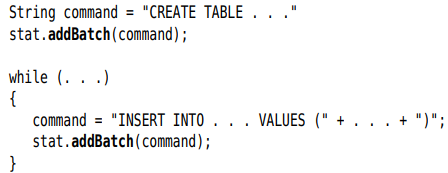 String command = "CREATE TABLE . . ."
stat.addBatch(command);
while (. . .)
{
command = "INSERT INTO . . . VALUES (" + . . . + ")";
stat.addBatch(command);
}